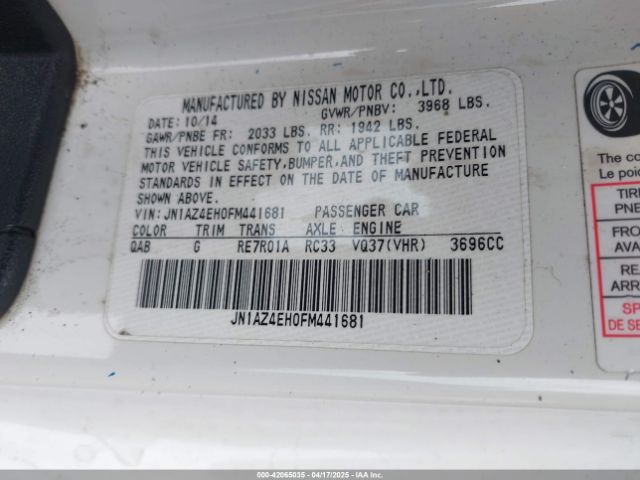 MANUFACTURED BY NISSAN MOTOR CO.,LTD.
DATE: 10/14 GVWR/PNBV: 3968 LBS.
GAWR/PNBE FR: 2033 LBS. RR: 1942 LBS.
THIS VEHICLE CONFORMS TO ALL APPLICABLE FEDERAL
MOTOR VEHICLE SAFETY,BUMPER,AND THEFT PREVENTION
STANDARDS IN EFFECT ON THE DATE OF MANUFACTURE
SHOWN ABOVE.
VIN: JN1AZ4EH0FM441681 PASSENGER CAR
COLOR TRIM TRANS AXLE ENGINE
QAB G RE7R01A RC33 VQ37(VHR) 3696CC
JN1AZ4EH0FM441681
The co
Le poi
TIRE
PNE
FRO
AVA
REA
ARR
SP
DE SE
000-42065035 - 04/17/2025 - IAAI.COM